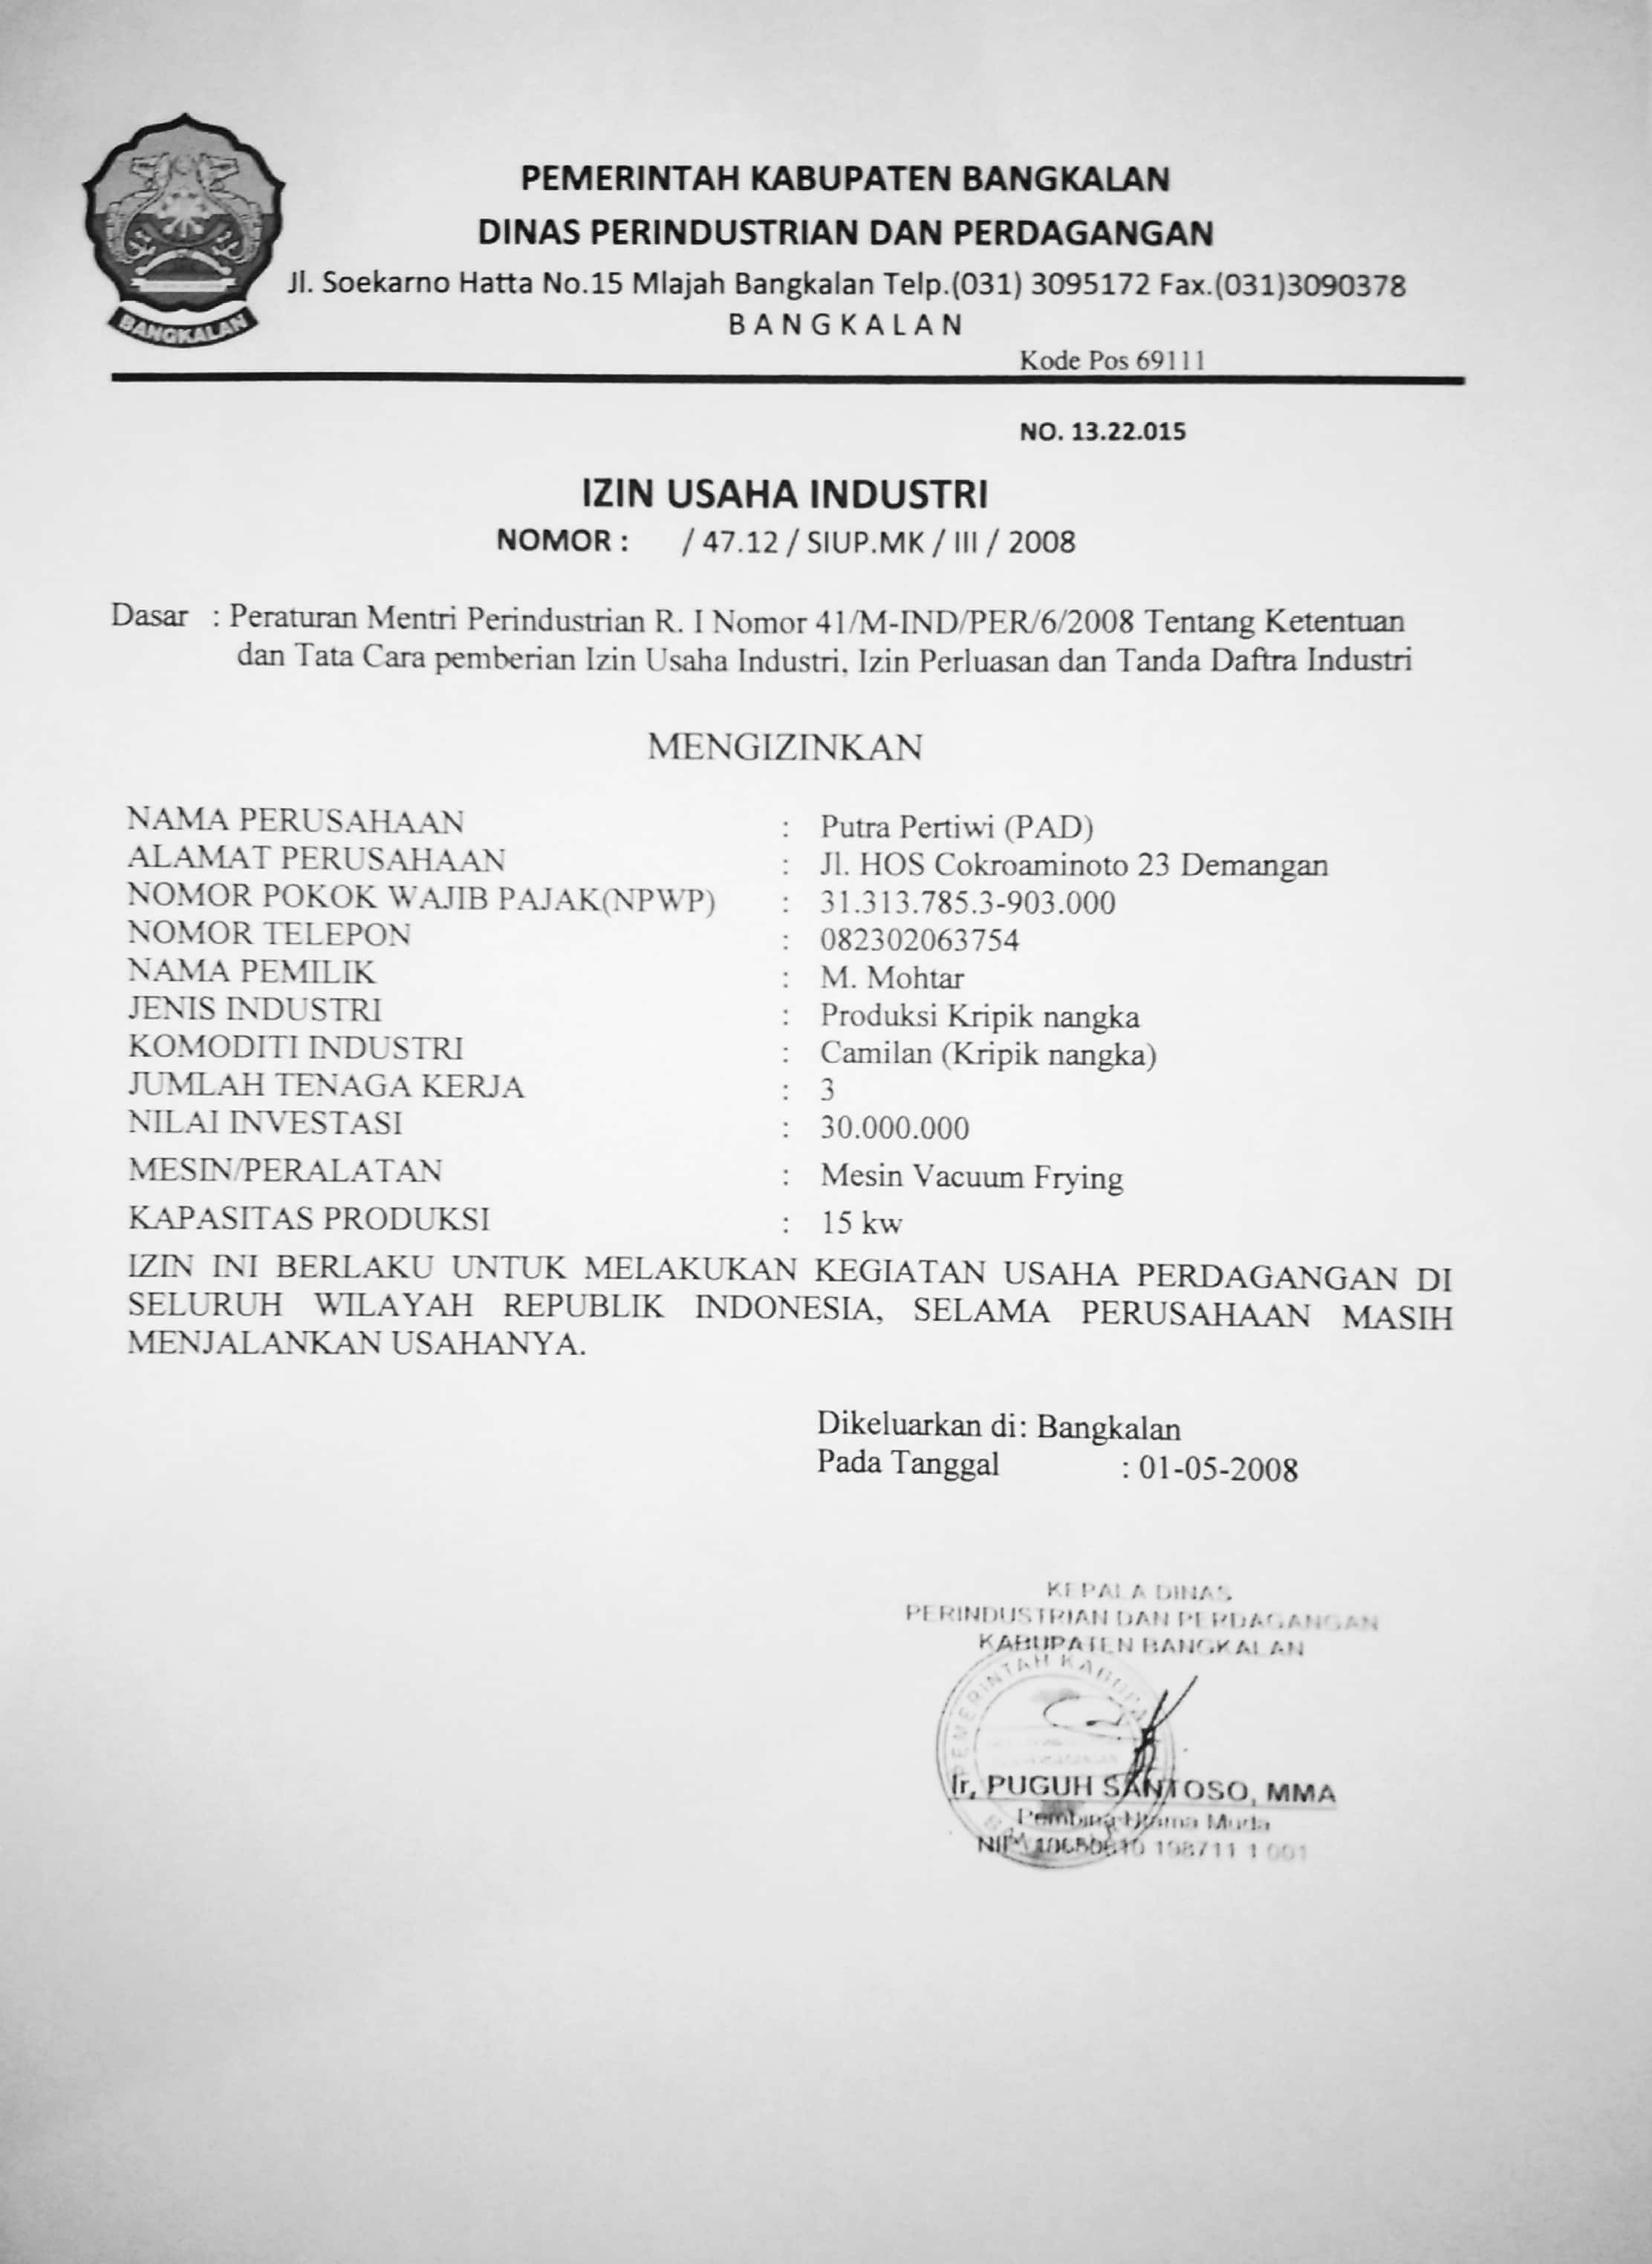 PEMERINTAH KABUPATEN BANGKALAN
DINAS PERINDUSTRIAN DAN PERDAGANGAN
Jl. Soekarno Hatta No.15 Mlajah Bangkalan Telp.(031) 3095172 Fax.(031)3090378
BANGKALAN
BANGKALAN
Kode Pos 69111
NO. 13.22.015
IZIN USAHA INDUSTRI
NOMOR : / 47.12 / SIUP.MK / III / 2008
Dasar : Peraturan Mentri Perindustrian R. I Nomor 41/M-IND/PER/6/2008 Tentang Ketentuan
dan Tata Cara pemberian Izin Usaha Industri, Izin Perluasan dan Tanda Daftra Industri
MENGIZINKAN
NAMA PERUSAHAAN : Putra Pertiwi (PAD)
ALAMAT PERUSAHAAN : Jl. HOS Cokroaminoto 23 Demangan
NOMOR POKOK WAJIB PAJAK(NPWP) : 31.313.785.3-903.000
NOMOR TELEPON : 082302063754
NAMA PEMILIK : M. Mohtar
JENIS INDUSTRI : Produksi Kripik nangka
KOMODITI INDUSTRI : Camilan (Kripik nangka)
JUMLAH TENAGA KERJA : 3
NILAI INVESTASI : 30.000.000
MESIN/PERALATAN : Mesin Vacuum Frying
KAPASITAS PRODUKSI : 15 kw
IZIN INI BERLAKU UNTUK MELAKUKAN KEGIATAN USAHA PERDAGANGAN DI
SELURUH WILAYAH REPUBLIK INDONESIA, SELAMA PERUSAHAAN MASIH
MENJALANKAN USAHANYA.
Dikeluarkan di: Bangkalan
Pada Tanggal : 01-05-2008
KEPALA DINAS
PERINDUSTRIAN DAN PERDAGANGAN
KABUPATEN BANGKALAN
PEMERINTAH
Ir, PUGUH SANTOSO, MMA
Pembina Utama Muda
NIP 198711 1 001